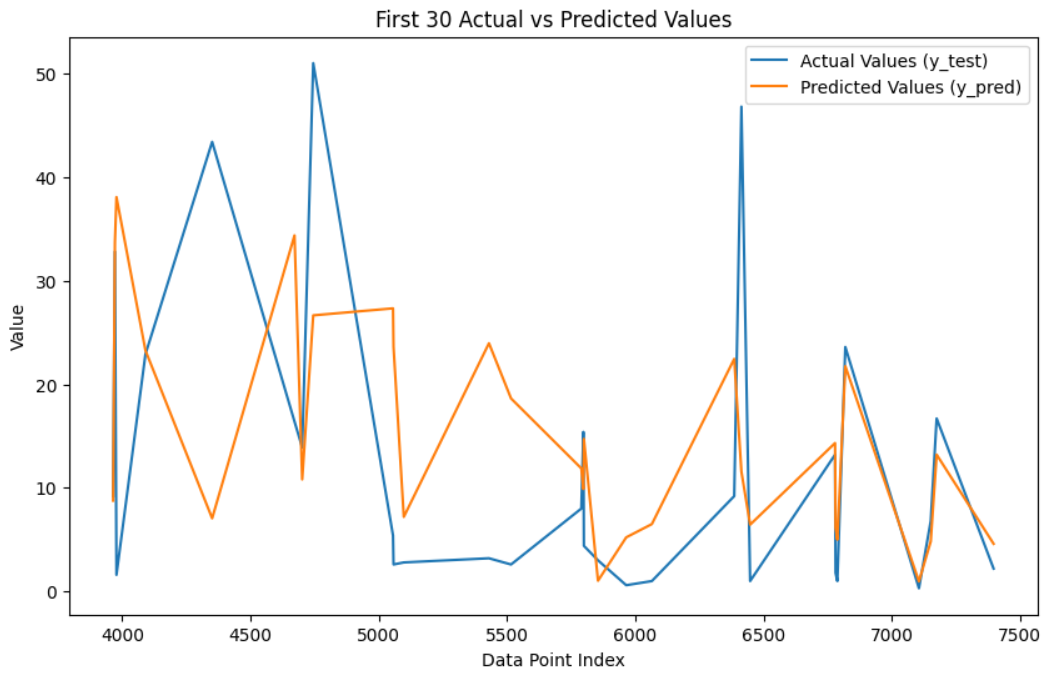 First 30 Actual vs Predicted Values
Actual Values (y_test)
Predicted Values (y_pred)
50
40
30
20
10
0
Value
4000 4500 5000 5500 6000 6500 7000 7500
Data Point Index